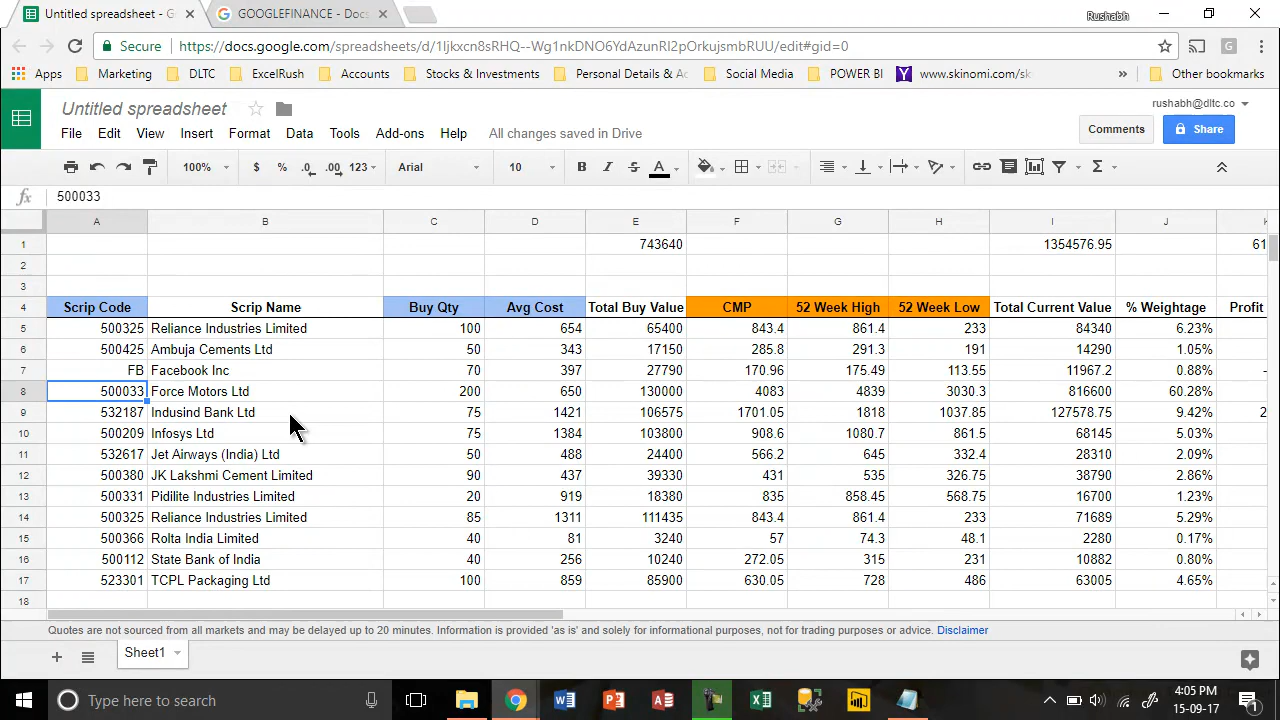 Untitled spreadsheet - G
GOOGLEFINANCE - Docs
Rushabh
Secure
https://docs.google.com/spreadsheets/d/1Ijkxcn8sRHQ--Wg1nkDNO6YdAzunRI2pOrkujsmbRUU/edit#gid=0
Apps Marketing DLTC ExcelRush Accounts Stocks & Investments Personal Details & Ac Social Media POWER BI www.skinomi.com/sk » Other bookmarks
Untitled spreadsheet
rushabh@dltc.co
File Edit View Insert Format Data Tools Add-ons Help All changes saved in Drive
Comments Share
100% $ % .0 .00 123 Arial 10 B I S A Σ
fx 500033
A B C D E F G H I J K
1 743640 1354576.95 61
2
3
4 Scrip Code Scrip Name Buy Qty Avg Cost Total Buy Value CMP 52 Week High 52 Week Low Total Current Value % Weightage Profit
5 500325 Reliance Industries Limited 100 654 65400 843.4 861.4 233 84340 6.23%
6 500425 Ambuja Cements Ltd 50 343 17150 285.8 291.3 191 14290 1.05%
7 FB Facebook Inc 70 397 27790 170.96 175.49 113.55 11967.2 0.88% -
8 500033 Force Motors Ltd 200 650 130000 4083 4839 3030.3 816600 60.28%
9 532187 Indusind Bank Ltd 75 1421 106575 1701.05 1818 1037.85 127578.75 9.42% 2
10 500209 Infosys Ltd 75 1384 103800 908.6 1080.7 861.5 68145 5.03%
11 532617 Jet Airways (India) Ltd 50 488 24400 566.2 645 332.4 28310 2.09%
12 500380 JK Lakshmi Cement Limited 90 437 39330 431 535 326.75 38790 2.86%
13 500331 Pidilite Industries Limited 20 919 18380 835 858.45 568.75 16700 1.23%
14 500325 Reliance Industries Limited 85 1311 111435 843.4 861.4 233 71689 5.29%
15 500366 Rolta India Limited 40 81 3240 57 74.3 48.1 2280 0.17%
16 500112 State Bank of India 40 256 10240 272.05 315 231 10882 0.80%
17 523301 TCPL Packaging Ltd 100 859 85900 630.05 728 486 63005 4.65%
18
Quotes are not sourced from all markets and may be delayed up to 20 minutes. Information is provided 'as is' and solely for informational purposes, not for trading purposes or advice. Disclaimer
Sheet1
Type here to search
4:05 PM
15-09-17